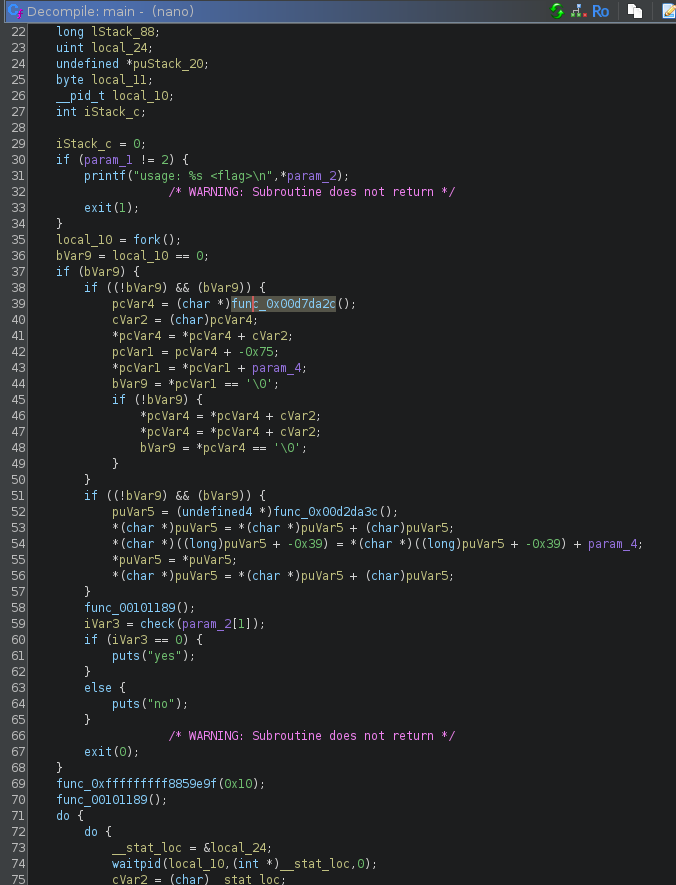 Decompile: main - (nano)
Ro
22 long lStack_88;
23 uint local_24;
24 undefined *puStack_20;
25 byte local_11;
26 __pid_t local_10;
27 int iStack_c;
28
29 iStack_c = 0;
30 if (param_1 != 2) {
31 printf("usage: %s <flag>\n",*param_2);
32 /* WARNING: Subroutine does not return */
33 exit(1);
34 }
35 local_10 = fork();
36 bVar9 = local_10 == 0;
37 if (bVar9) {
38 if ((!bVar9) && (bVar9)) {
39 pcVar4 = (char *)func_0x00d7da2c();
40 cVar2 = (char)pcVar4;
41 *pcVar4 = *pcVar4 + cVar2;
42 pcVar1 = pcVar4 + -0x75;
43 *pcVar1 = *pcVar1 + param_4;
44 bVar9 = *pcVar1 == '\0';
45 if (!bVar9) {
46 *pcVar4 = *pcVar4 + cVar2;
47 *pcVar4 = *pcVar4 + cVar2;
48 bVar9 = *pcVar4 == '\0';
49 }
50 }
51 if ((!bVar9) && (bVar9)) {
52 puVar5 = (undefined4 *)func_0x00d2da3c();
53 *(char *)puVar5 = *(char *)puVar5 + (char)puVar5;
54 *(char *)((long)puVar5 + -0x39) = *(char *)((long)puVar5 + -0x39) + param_4;
55 *puVar5 = *puVar5;
56 *(char *)puVar5 = *(char *)puVar5 + (char)puVar5;
57 }
58 func_00101189();
59 iVar3 = check(param_2[1]);
60 if (iVar3 == 0) {
61 puts("yes");
62 }
63 else {
64 puts("no");
65 }
66 /* WARNING: Subroutine does not return */
67 exit(0);
68 }
69 func_0xfffffffff8859e9f(0x10);
70 func_00101189();
71 do {
72 do {
73 __stat_loc = &local_24;
74 waitpid(local_10,(int *)__stat_loc,0);
75 cVar2 = (char)__stat_loc;